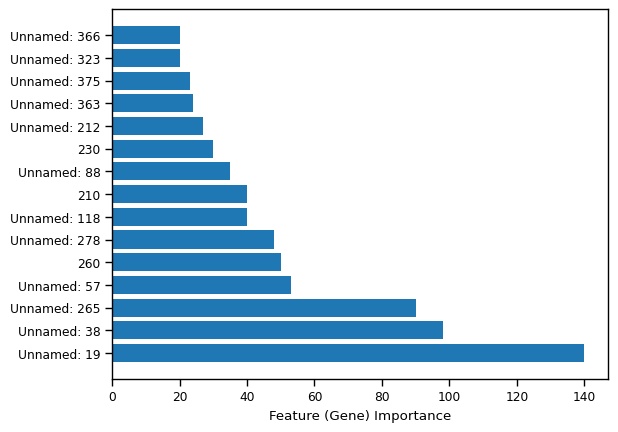 Unnamed: 366
Unnamed: 323
Unnamed: 375
Unnamed: 363
Unnamed: 212
230
Unnamed: 88
210
Unnamed: 118
Unnamed: 278
260
Unnamed: 57
Unnamed: 265
Unnamed: 38
Unnamed: 19
0 20 40 60 80 100 120 140
Feature (Gene) Importance